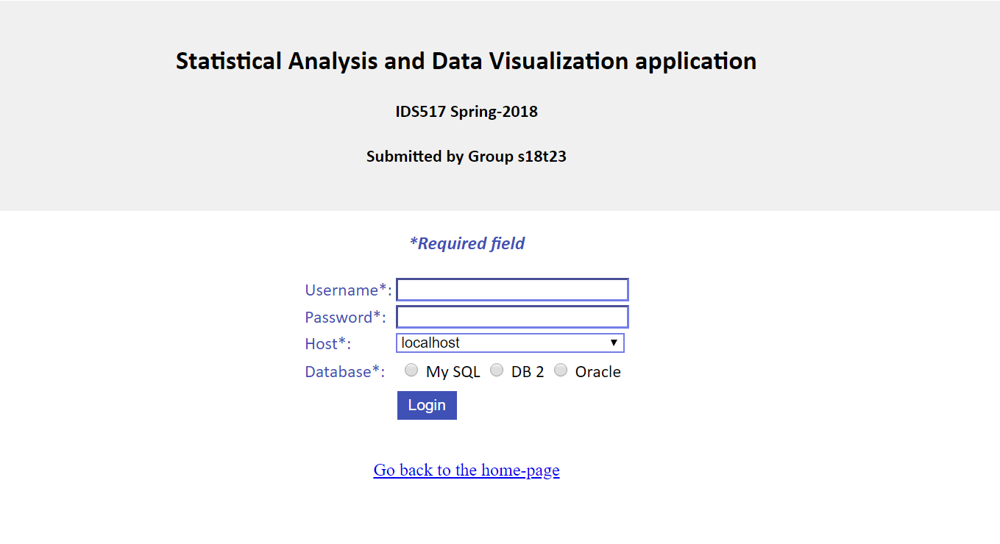 Statistical Analysis and Data Visualization application
IDS517 Spring-2018
Submitted by Group s18t23
*Required field
Username*:
Password*:
Host*: localhost
Database*: My SQL DB 2 Oracle
Login
Go back to the home-page